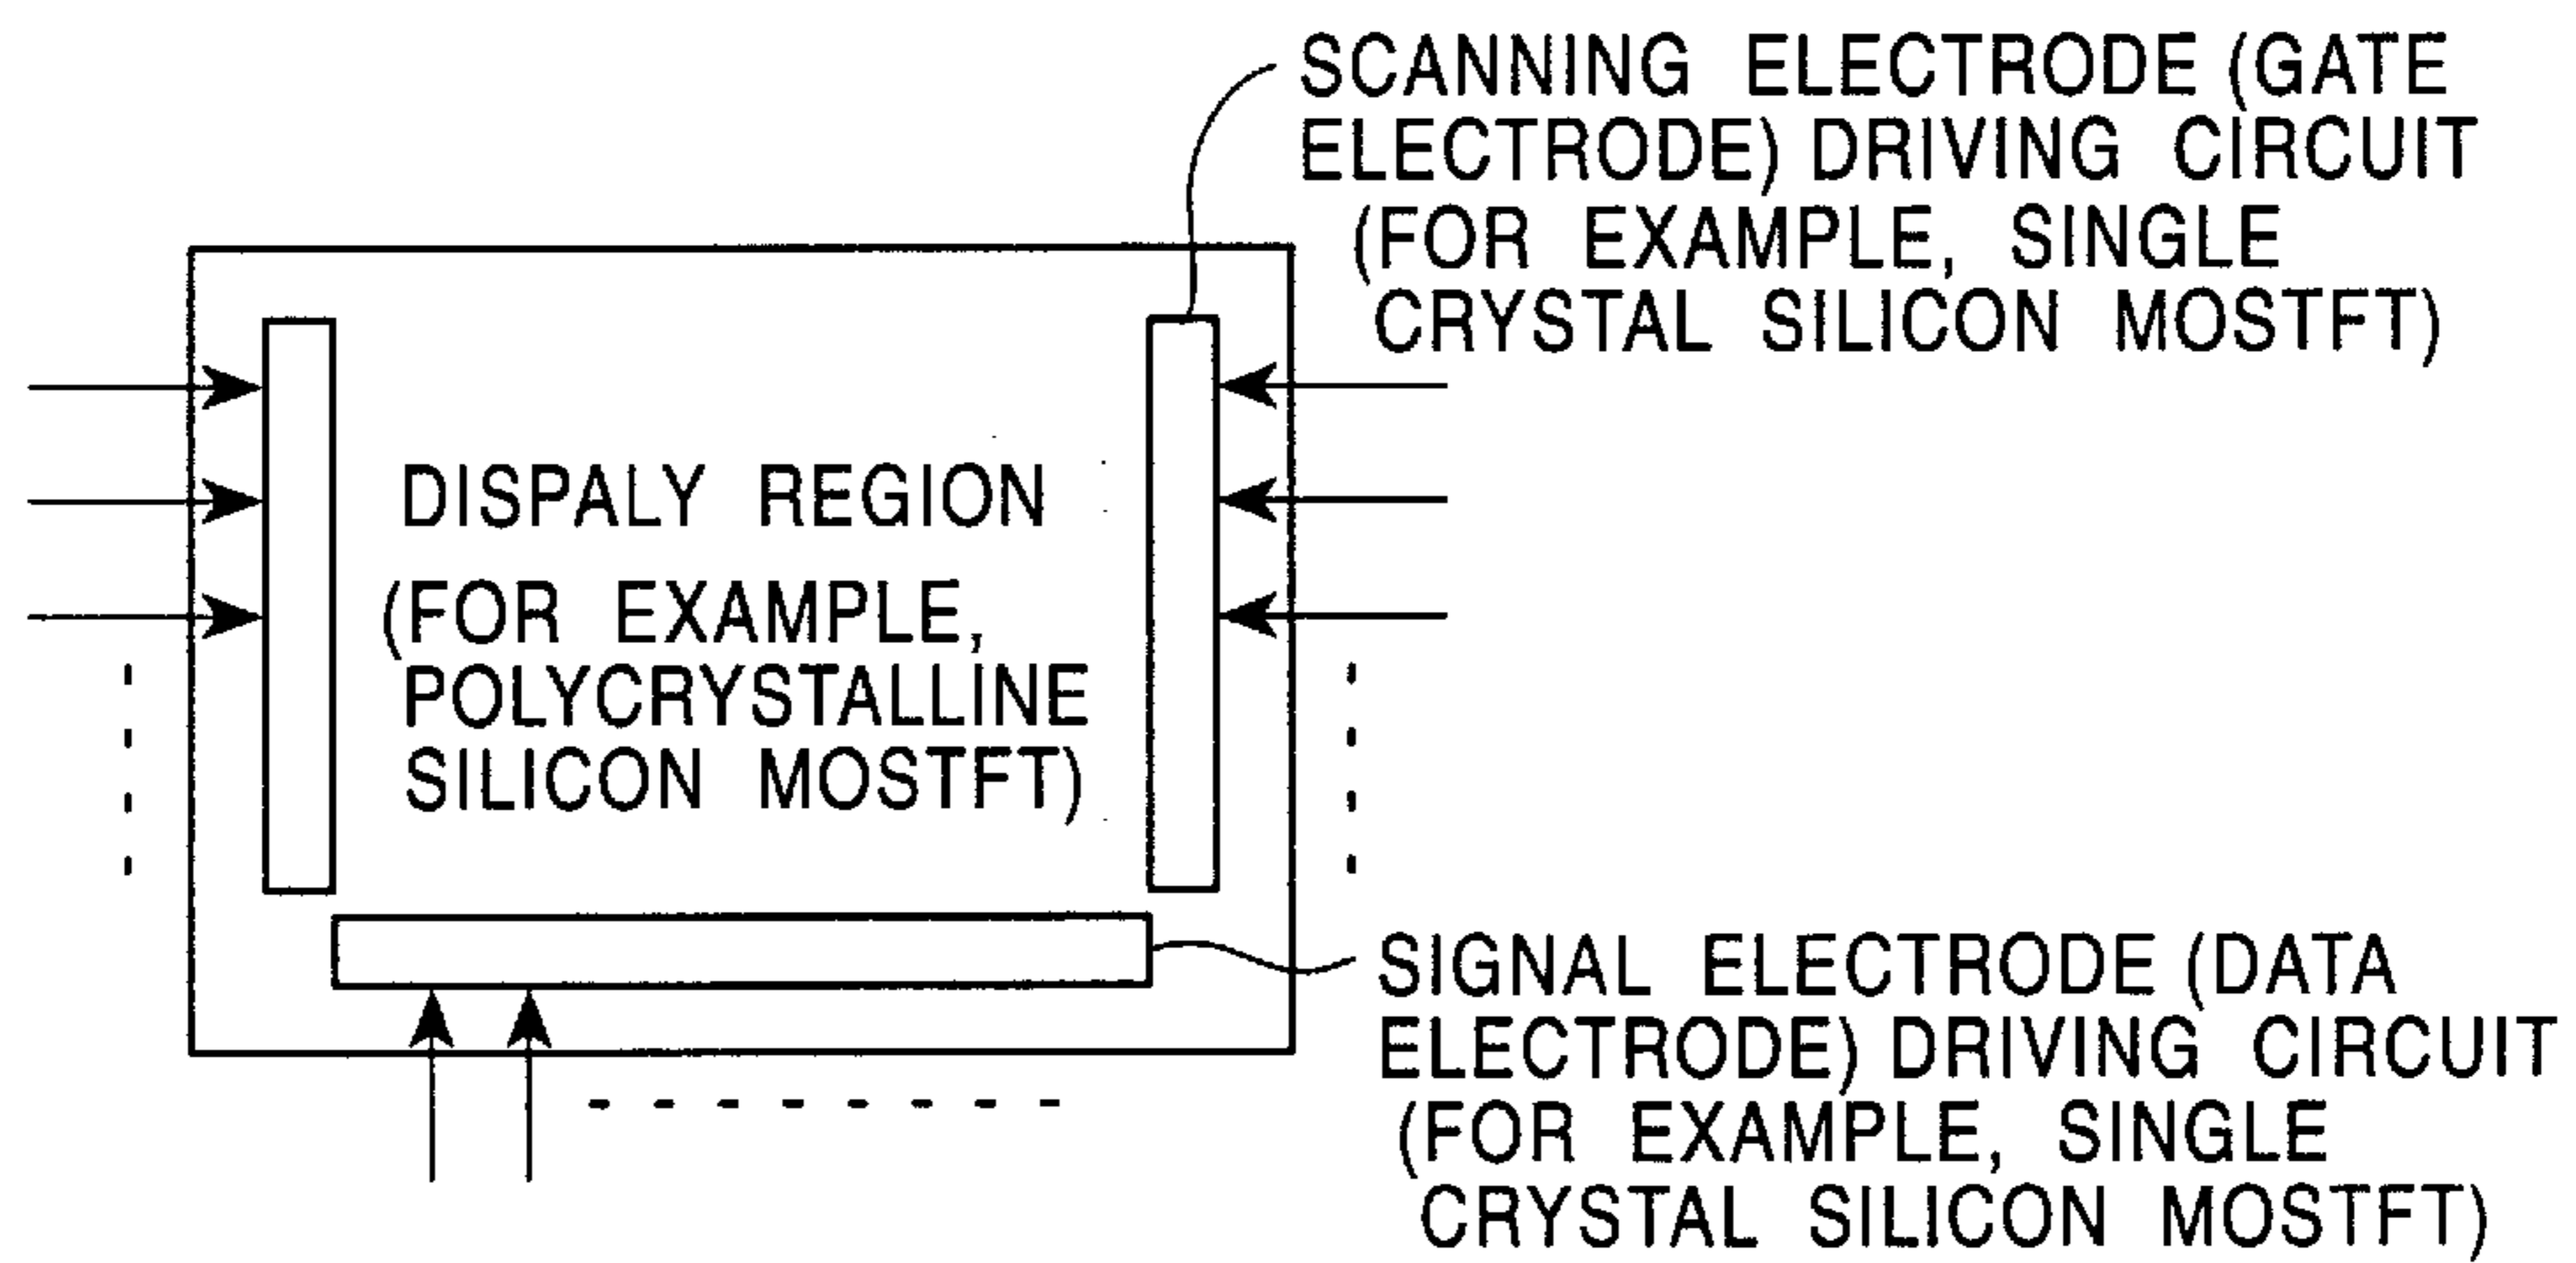 SCANNING ELECTRODE (GATE
ELECTRODE) DRIVING CIRCUIT
(FOR EXAMPLE, SINGLE
CRYSTAL SILICON MOSTFT)
DISPALY REGION
(FOR EXAMPLE,
POLYCRYSTALLINE
SILICON MOSTFT)
SIGNAL ELECTRODE (DATA
ELECTRODE) DRIVING CIRCUIT
(FOR EXAMPLE, SINGLE
CRYSTAL SILICON MOSTFT)